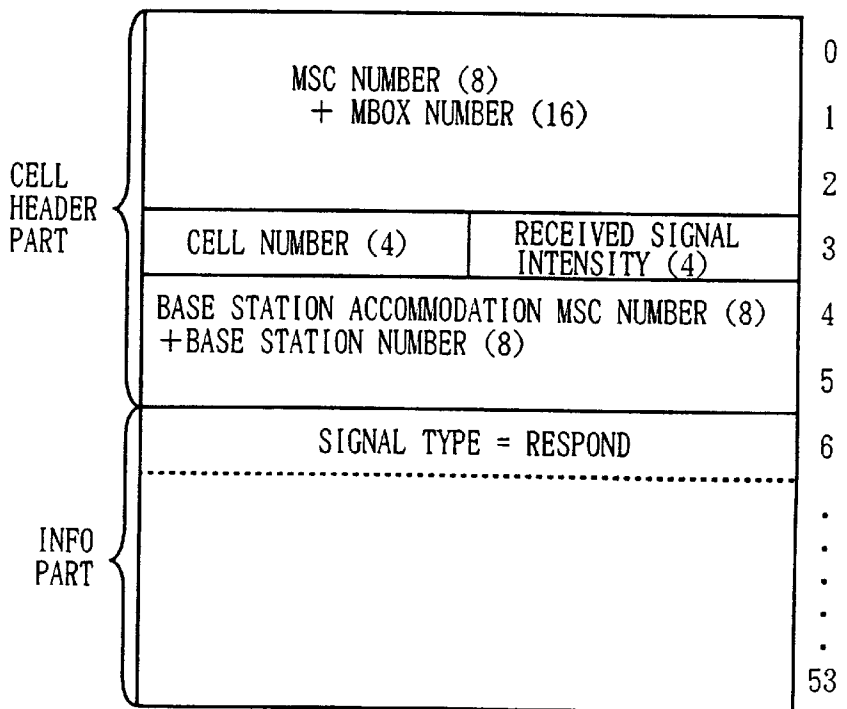 MSC NUMBER (8)
+ MBOX NUMBER (16)
0
1
2
CELL
HEADER
PART
CELL NUMBER (4)
RECEIVED SIGNAL
INTENSITY (4)
3
BASE STATION ACCOMMODATION MSC NUMBER (8)
+BASE STATION NUMBER (8)
4
5
SIGNAL TYPE = RESPOND
6
INFO
PART
53